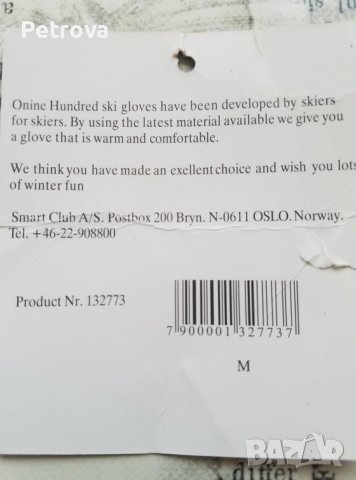 Petrova
Onine Hundred ski gloves have been developed by skiers
for skiers. By using the latest material available we give you
a glove that is warm and comfortable.
We think you have made an exellent choice and wish you lots
of winter fun
Smart Club A/S. Postbox 200 Bryn. N-0611 OSLO. Norway.
Tel. +46-22-908800
Product Nr. 132773
7 900001 327737
M
BAZAR
differ &